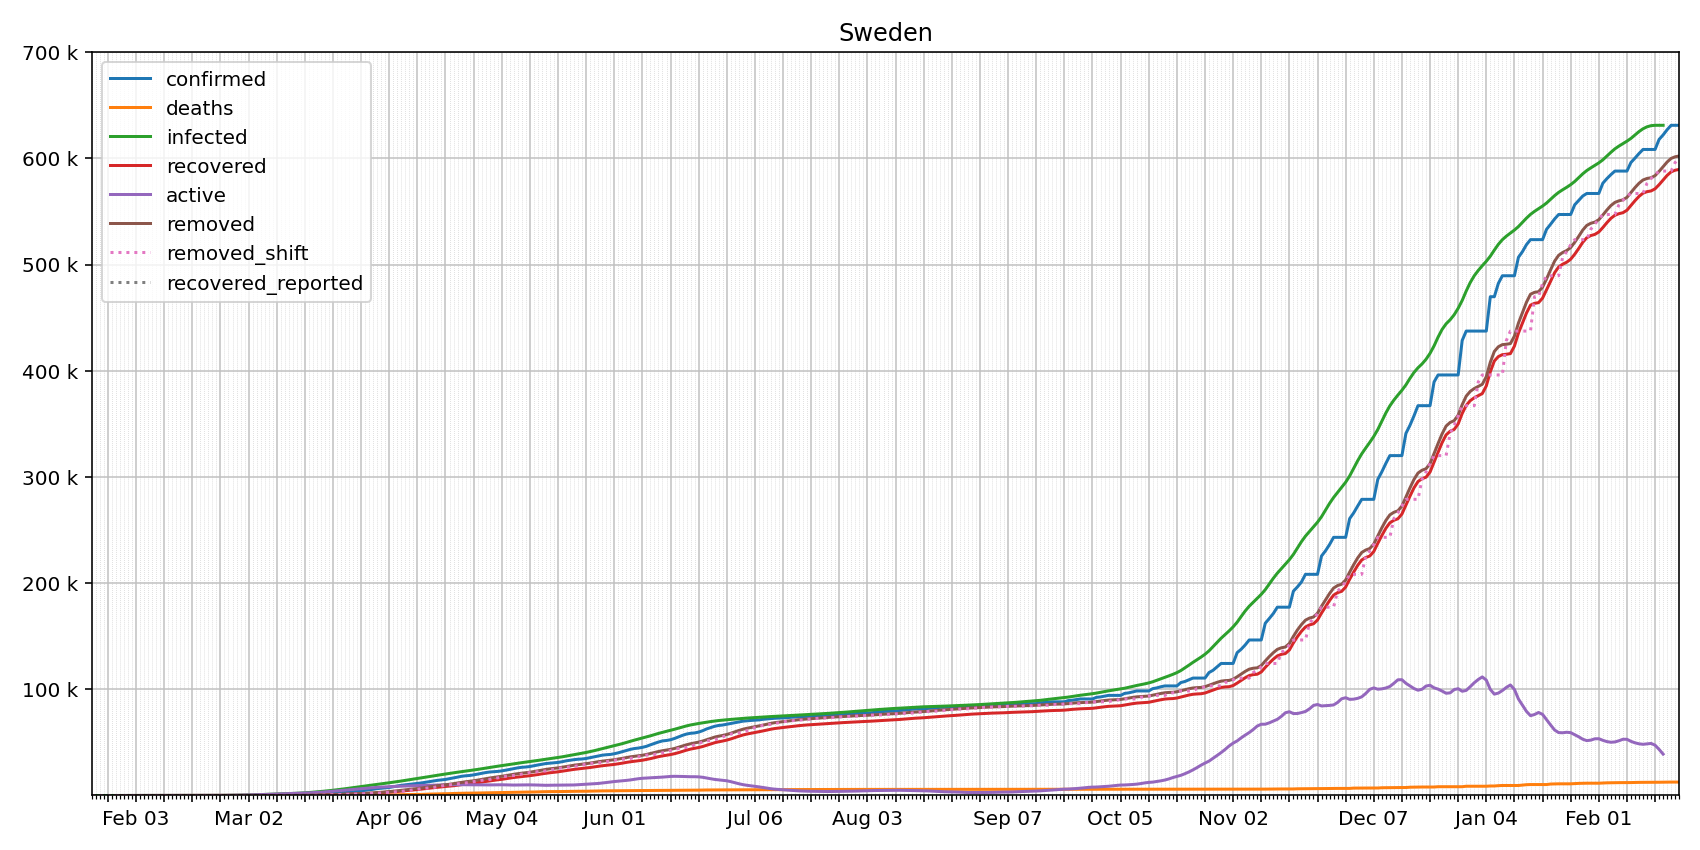 Sweden
700 k
600 k
500 k
400 k
300 k
200 k
100 k
confirmed
deaths
infected
recovered
active
removed
removed_shift
recovered_reported
Feb 03 Mar 02 Apr 06 May 04 Jun 01 Jul 06 Aug 03 Sep 07 Oct 05 Nov 02 Dec 07 Jan 04 Feb 01